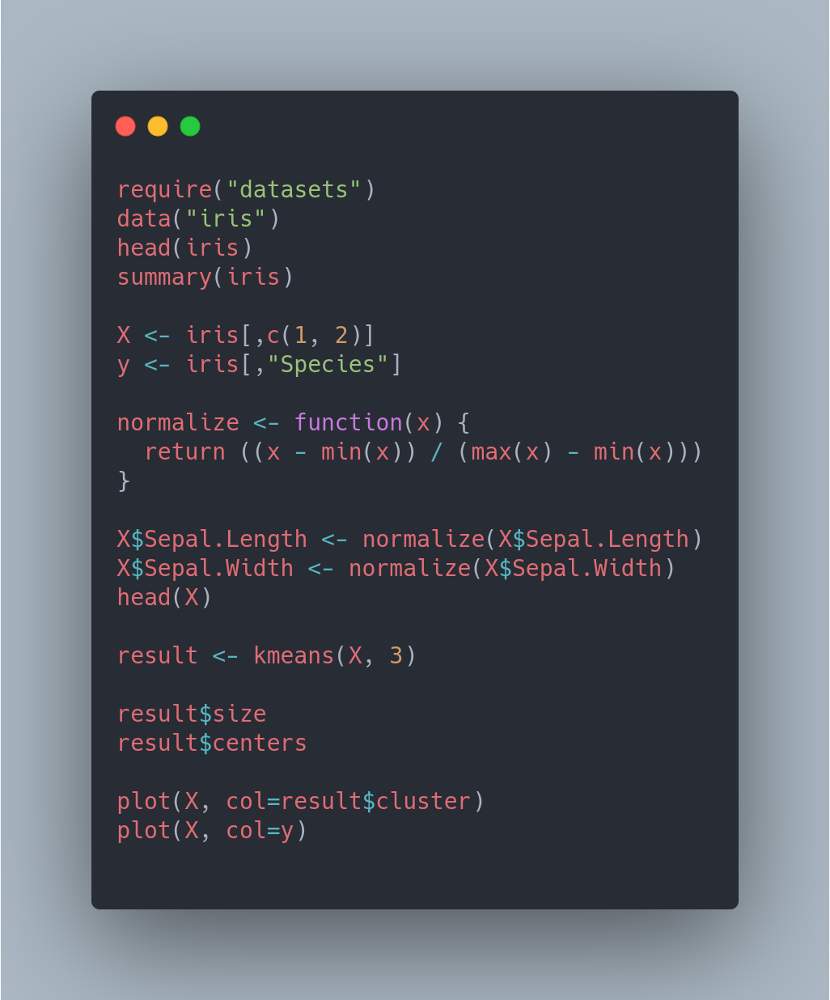 require("datasets")
data("iris")
head(iris)
summary(iris)

X <- iris[,c(1, 2)]
y <- iris[,"Species"]

normalize <- function(x) {
  return ((x - min(x)) / (max(x) - min(x)))
}

X$Sepal.Length <- normalize(X$Sepal.Length)
X$Sepal.Width <- normalize(X$Sepal.Width)
head(X)

result <- kmeans(X, 3)

result$size
result$centers

plot(X, col=result$cluster)
plot(X, col=y)